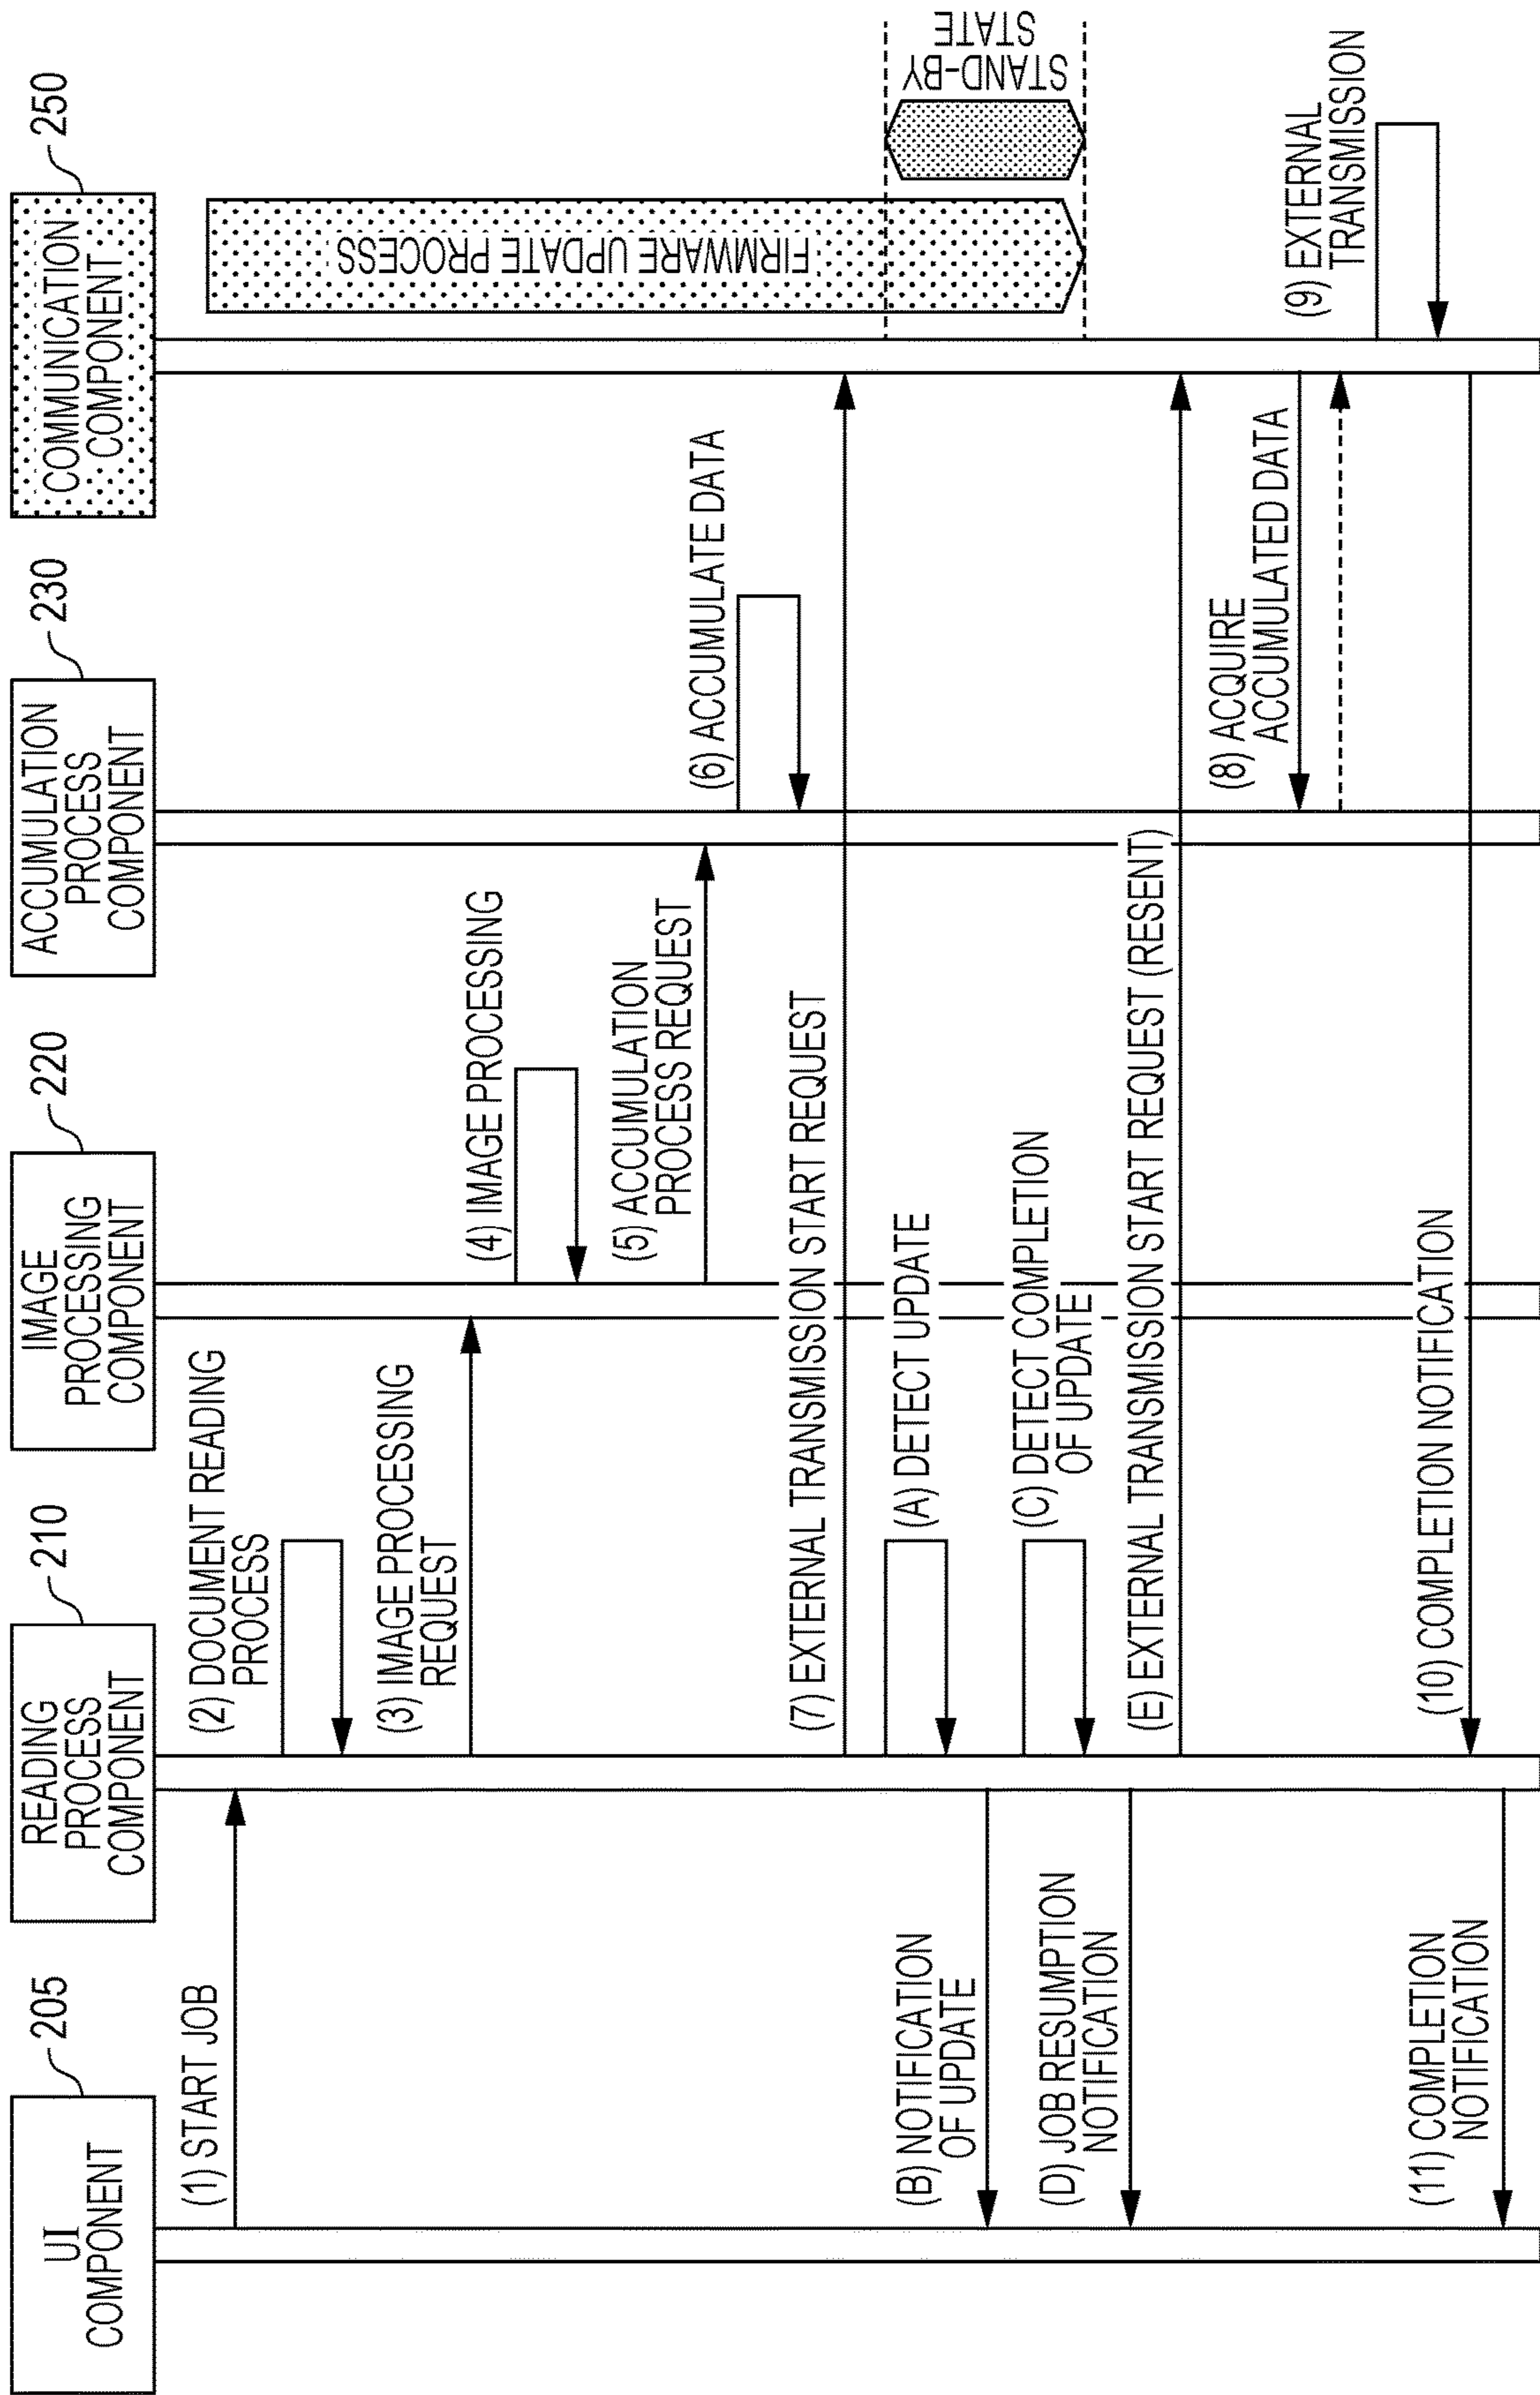 UI
COMPONENT
205
READING
PROCESS
COMPONENT
210
IMAGE
PROCESSING
COMPONENT
220
ACCUMULATION
PROCESS
COMPONENT
230
COMMUNICATION
COMPONENT
250
(1) START JOB
(2) DOCUMENT READING
PROCESS
(3) IMAGE PROCESSING
REQUEST
(4) IMAGE PROCESSING
(5) ACCUMULATION
PROCESS REQUEST
(6) ACCUMULATE DATA
FIRMWARE UPDATE PROCESS
(7) EXTERNAL TRANSMISSION START REQUEST
(A) DETECT UPDATE
STAND-BY
STATE
(B) NOTIFICATION
OF UPDATE
(C) DETECT COMPLETION
OF UPDATE
(D) JOB RESUMPTION
NOTIFICATION
(E) EXTERNAL TRANSMISSION START REQUEST (RESENT)
(8) ACQUIRE
ACCUMULATED DATA
(9) EXTERNAL
TRANSMISSION
(10) COMPLETION NOTIFICATION
(11) COMPLETION
NOTIFICATION